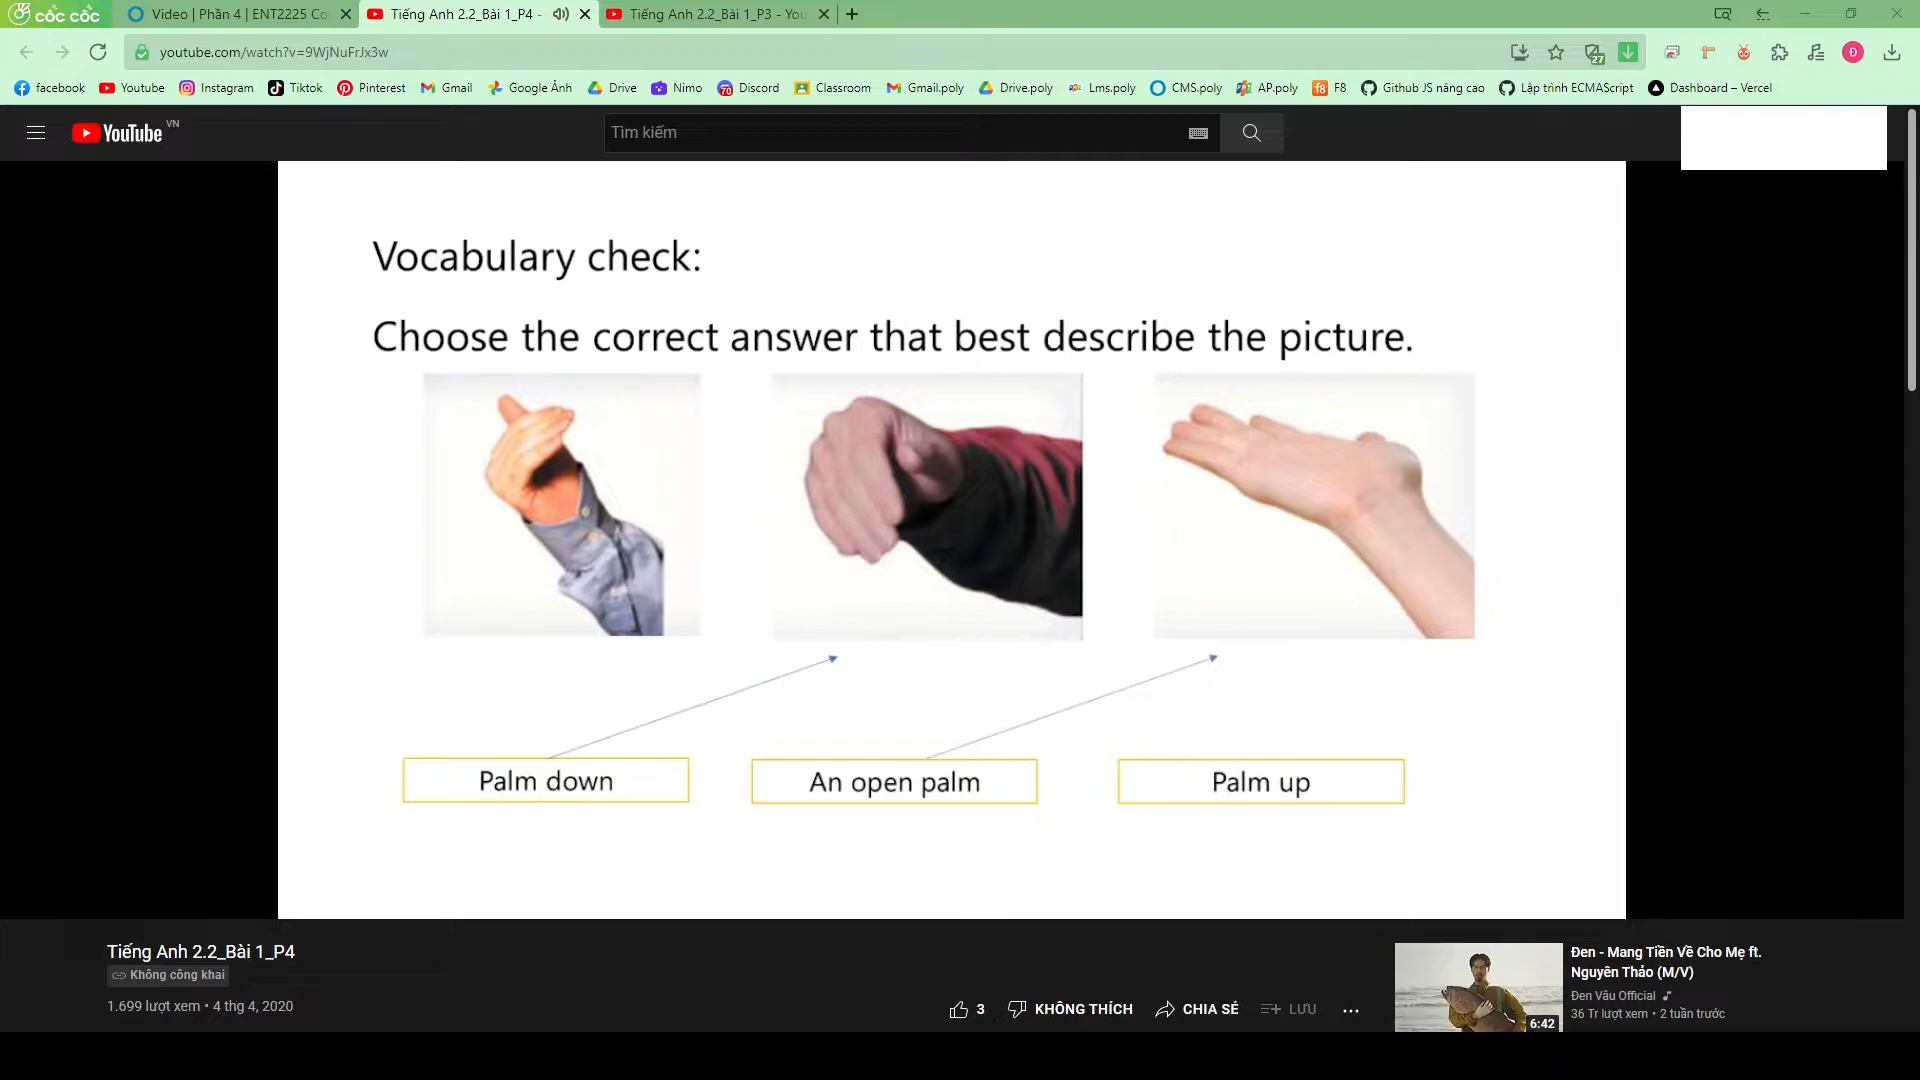 cốc cốc
Video | Phần 4 | ENT2225 Co
Tiếng Anh 2.2_Bài 1_P4 -
Tiếng Anh 2.2_Bài 1_P3 - You
youtube.com/watch?v=9WjNuFrJx3w
27
Đ
facebook
Youtube
Instagram
Tiktok
Pinterest
Gmail
Google Ảnh
Drive
Nimo
70
Discord
Classroom
Gmail.poly
Drive.poly
Lms.poly
CMS.poly
AP.poly
f8
F8
Github JS nâng cao
Lập trình ECMAScript
Dashboard – Vercel
YouTube VN
Tìm kiếm
Vocabulary check:
Choose the correct answer that best describe the picture.
Palm down
An open palm
Palm up
Tiếng Anh 2.2_Bài 1_P4
Không công khai
1.699 lượt xem • 4 thg 4, 2020
3
KHÔNG THÍCH
CHIA SẺ
LƯU
6:42
Đen - Mang Tiền Về Cho Mẹ ft.
Nguyên Thảo (M/V)
Đen Vâu Official
36 Tr lượt xem • 2 tuần trước